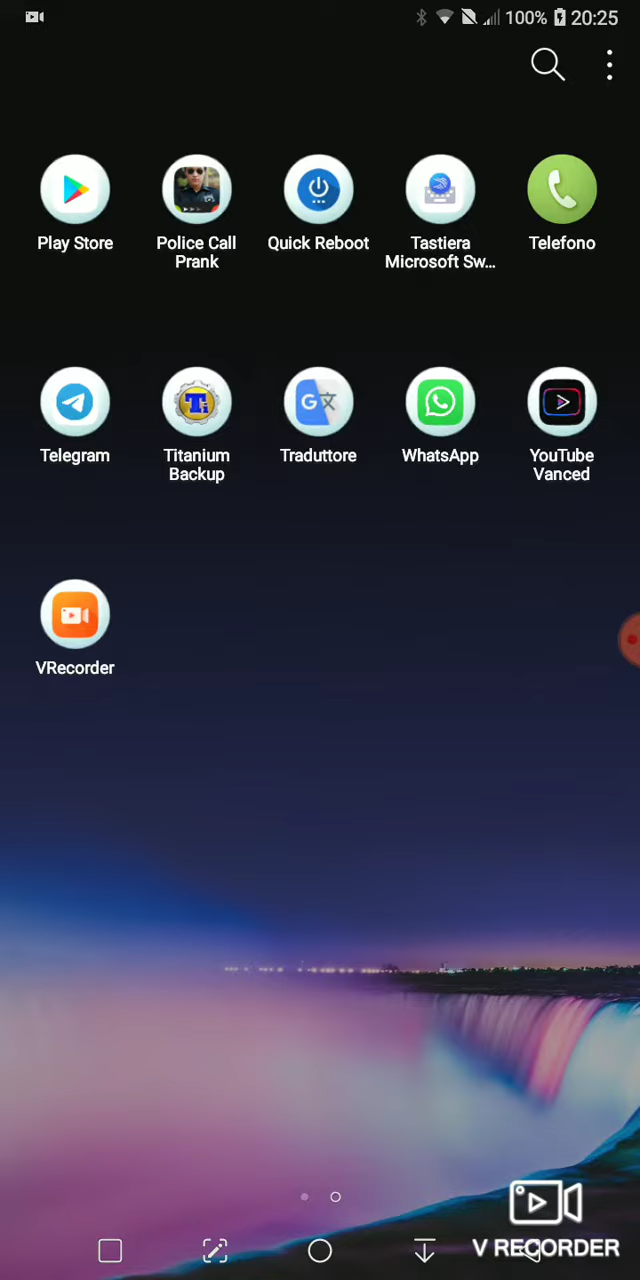 100% 20:25
Play Store
Police Call
Prank
Quick Reboot
Tastiera
Microsoft Sw...
Telefono
Telegram
Titanium
Backup
Traduttore
WhatsApp
YouTube
Vanced
VRecorder
V RECORDER